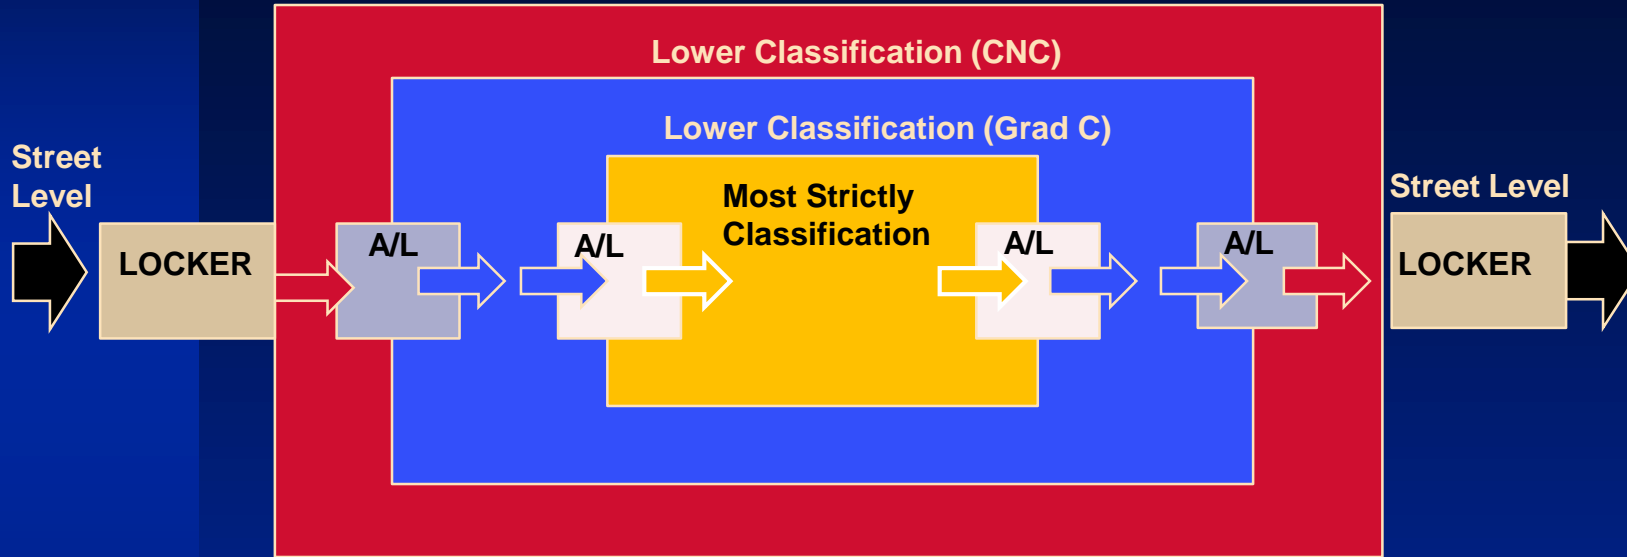 Lower Classification (CNC)
Lower Classification (Grad C)
Street
Level
Most Strictly
Classification
Street Level
LOCKER
A/L
A/L
A/L
A/L
LOCKER